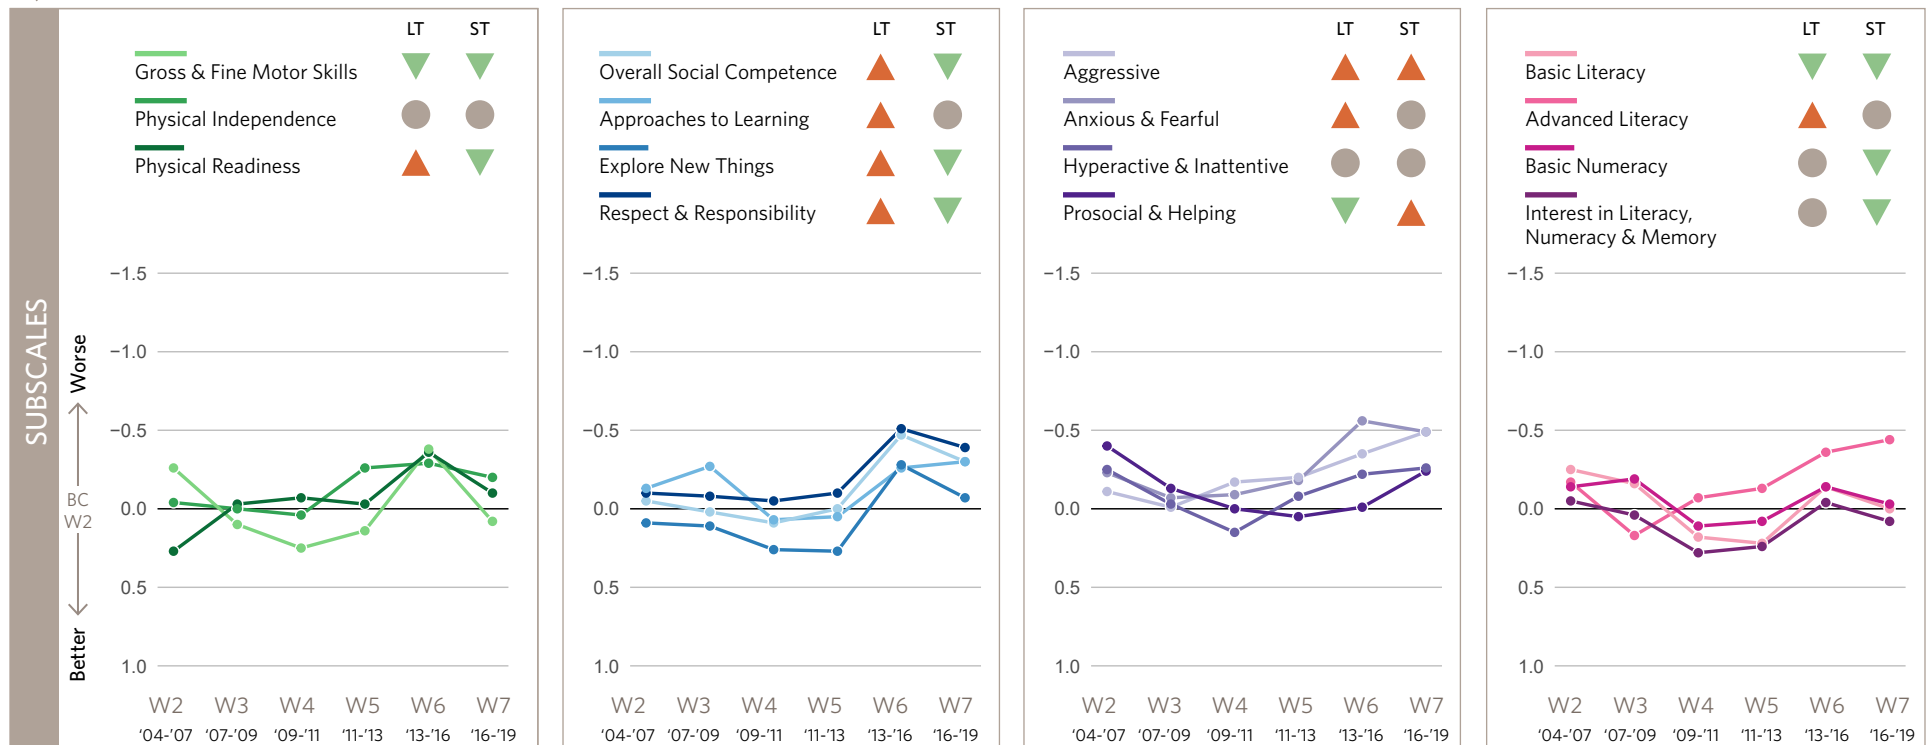 SUBSCALES
Worse
BC
W2
Better
LT ST
Gross & Fine Motor Skills
Physical Independence
Physical Readiness
−1.5
−1.0
−0.5
0.0
0.5
1.0
W2 W3 W4 W5 W6 W7
‘04-’07 ‘07-’09 ‘09-’11 ‘11-’13 ‘13-’16 ‘16-’19
LT ST
Overall Social Competence
Approaches to Learning
Explore New Things
Respect & Responsibility
−1.5
−1.0
−0.5
0.0
0.5
1.0
W2 W3 W4 W5 W6 W7
‘04-’07 ‘07-’09 ‘09-’11 ‘11-’13 ‘13-’16 ‘16-’19
LT ST
Aggressive
Anxious & Fearful
Hyperactive & Inattentive
Prosocial & Helping
−1.5
−1.0
−0.5
0.0
0.5
1.0
W2 W3 W4 W5 W6 W7
‘04-’07 ‘07-’09 ‘09-’11 ‘11-’13 ‘13-’16 ‘16-’19
LT ST
Basic Literacy
Advanced Literacy
Basic Numeracy
Interest in Literacy,
Numeracy & Memory
−1.5
−1.0
−0.5
0.0
0.5
1.0
W2 W3 W4 W5 W6 W7
‘04-’07 ‘07-’09 ‘09-’11 ‘11-’13 ‘13-’16 ‘16-’19